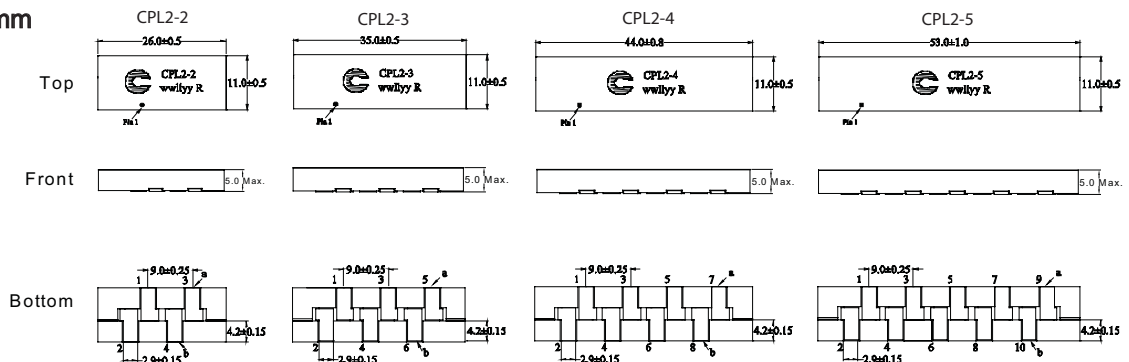 mm
CPL2-2 CPL2-3 CPL2-4 CPL2-5
26.0±0.5 35.0±0.5 44.0±0.8 53.0±1.0
Top
CPL2-2
wwllyy R
11.0±0.5
Pin 1
CPL2-3
wwllyy R
11.0±0.5
Pin 1
CPL2-4
wwllyy R
11.0±0.5
Pin 1
CPL2-5
wwllyy R
11.0±0.5
Pin 1
Front 5.0 Max. 5.0 Max. 5.0 Max. 5.0 Max.
Bottom
1 9.0±0.25 3 a
4.2±0.15
2 4 b
2.9±0.15
1 9.0±0.25 3 5 a
4.2±0.15
2 4 6 b
2.9±0.15
1 9.0±0.25 3 5 7 a
4.2±0.15
2 4 6 8 b
2.9±0.15
1 9.0±0.25 3 5 7 9 a
4.2±0.15
2 4 6 8 10 b
2.9±0.15